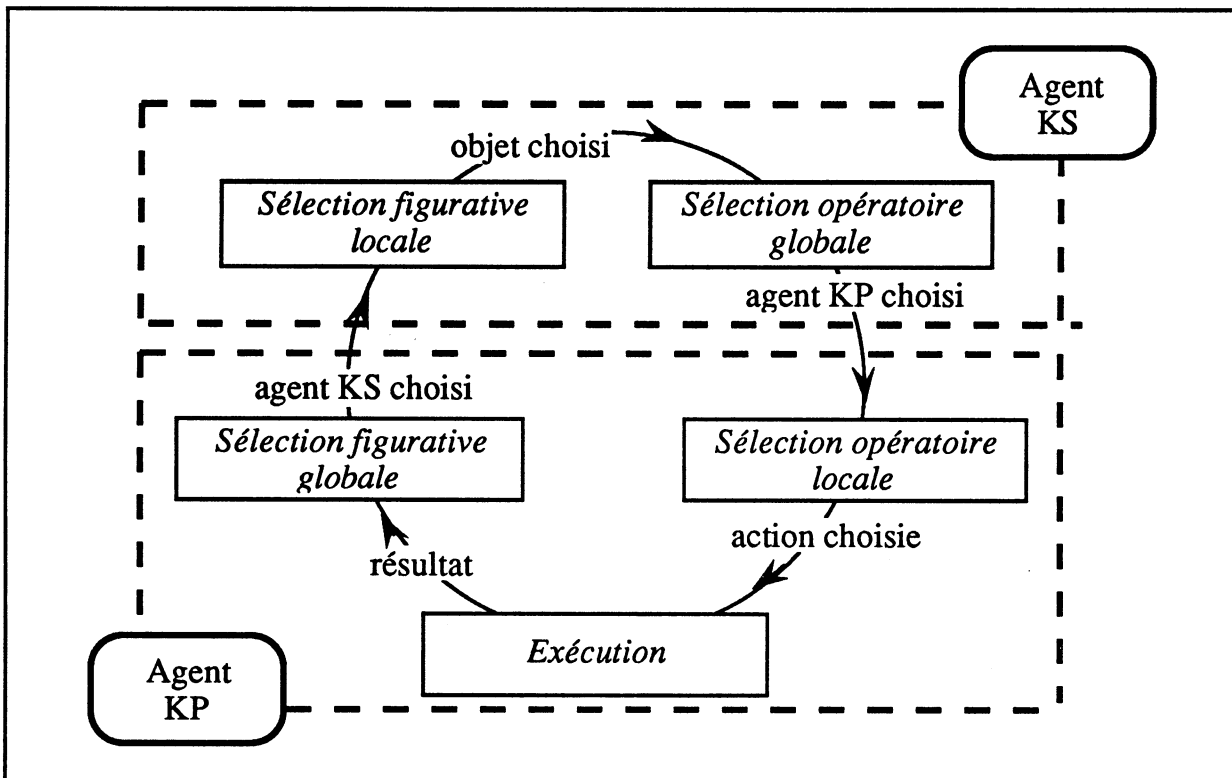 Agent
KS
objet choisi
Sélection figurative
locale
Sélection opératoire
globale
agent KP choisi
agent KS choisi
Sélection figurative
globale
Sélection opératoire
locale
action choisie
résultat
Exécution
Agent
KP